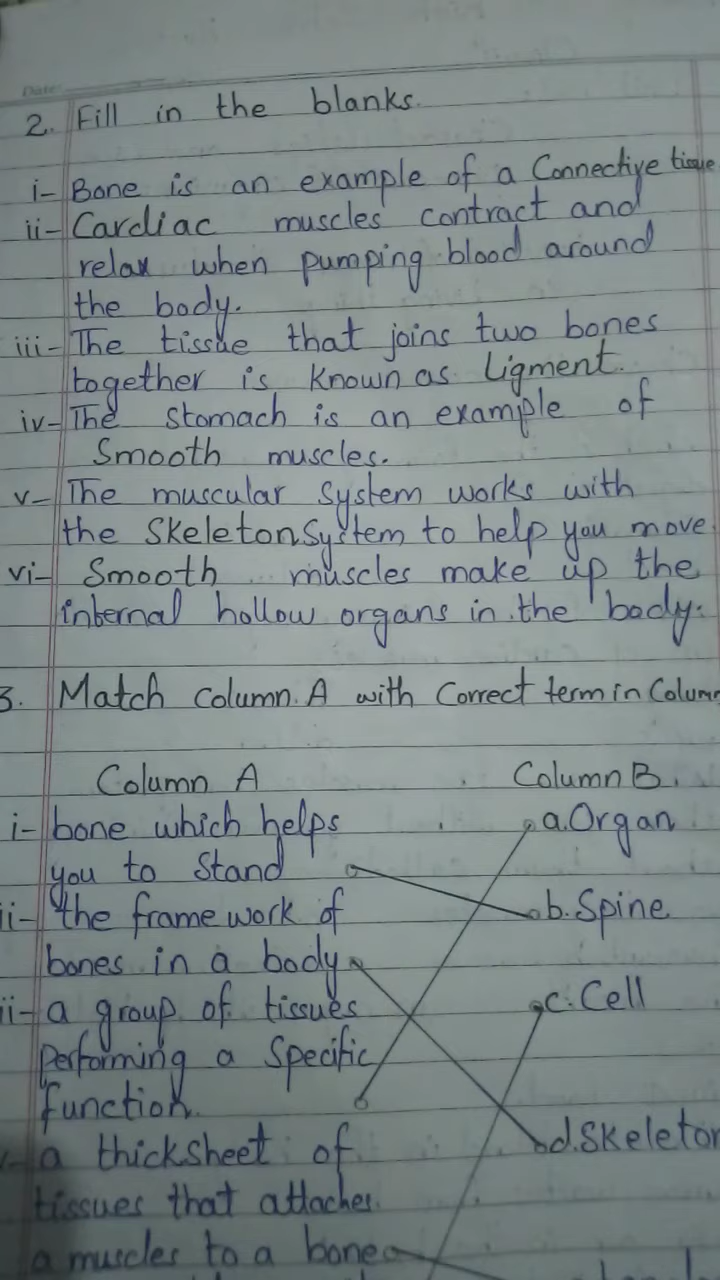 Date:
2. Fill in the blanks.
i- Bone is an example of a Connective tissue
ii- Cardiac muscles contract and
relax when pumping blood around
the body.
iii- The tissue that joins two bones
together is known as Ligment.
iv- The stomach is an example of
Smooth muscles.
v- The muscular system works with
the Skeleton System to help you move
vi- Smooth muscles make up the
internal hollow organs in the body.
3. Match Column A with Correct term in Column
Column A Column B.
i- bone which helps a. Organ
you to Stand
i- the frame work of b. Spine
bones in a body
ii- a group of tissues c. Cell
Performing a Specific
function.
a thick sheet of d. Skeleton
tissues that attaches
a muscles to a bone